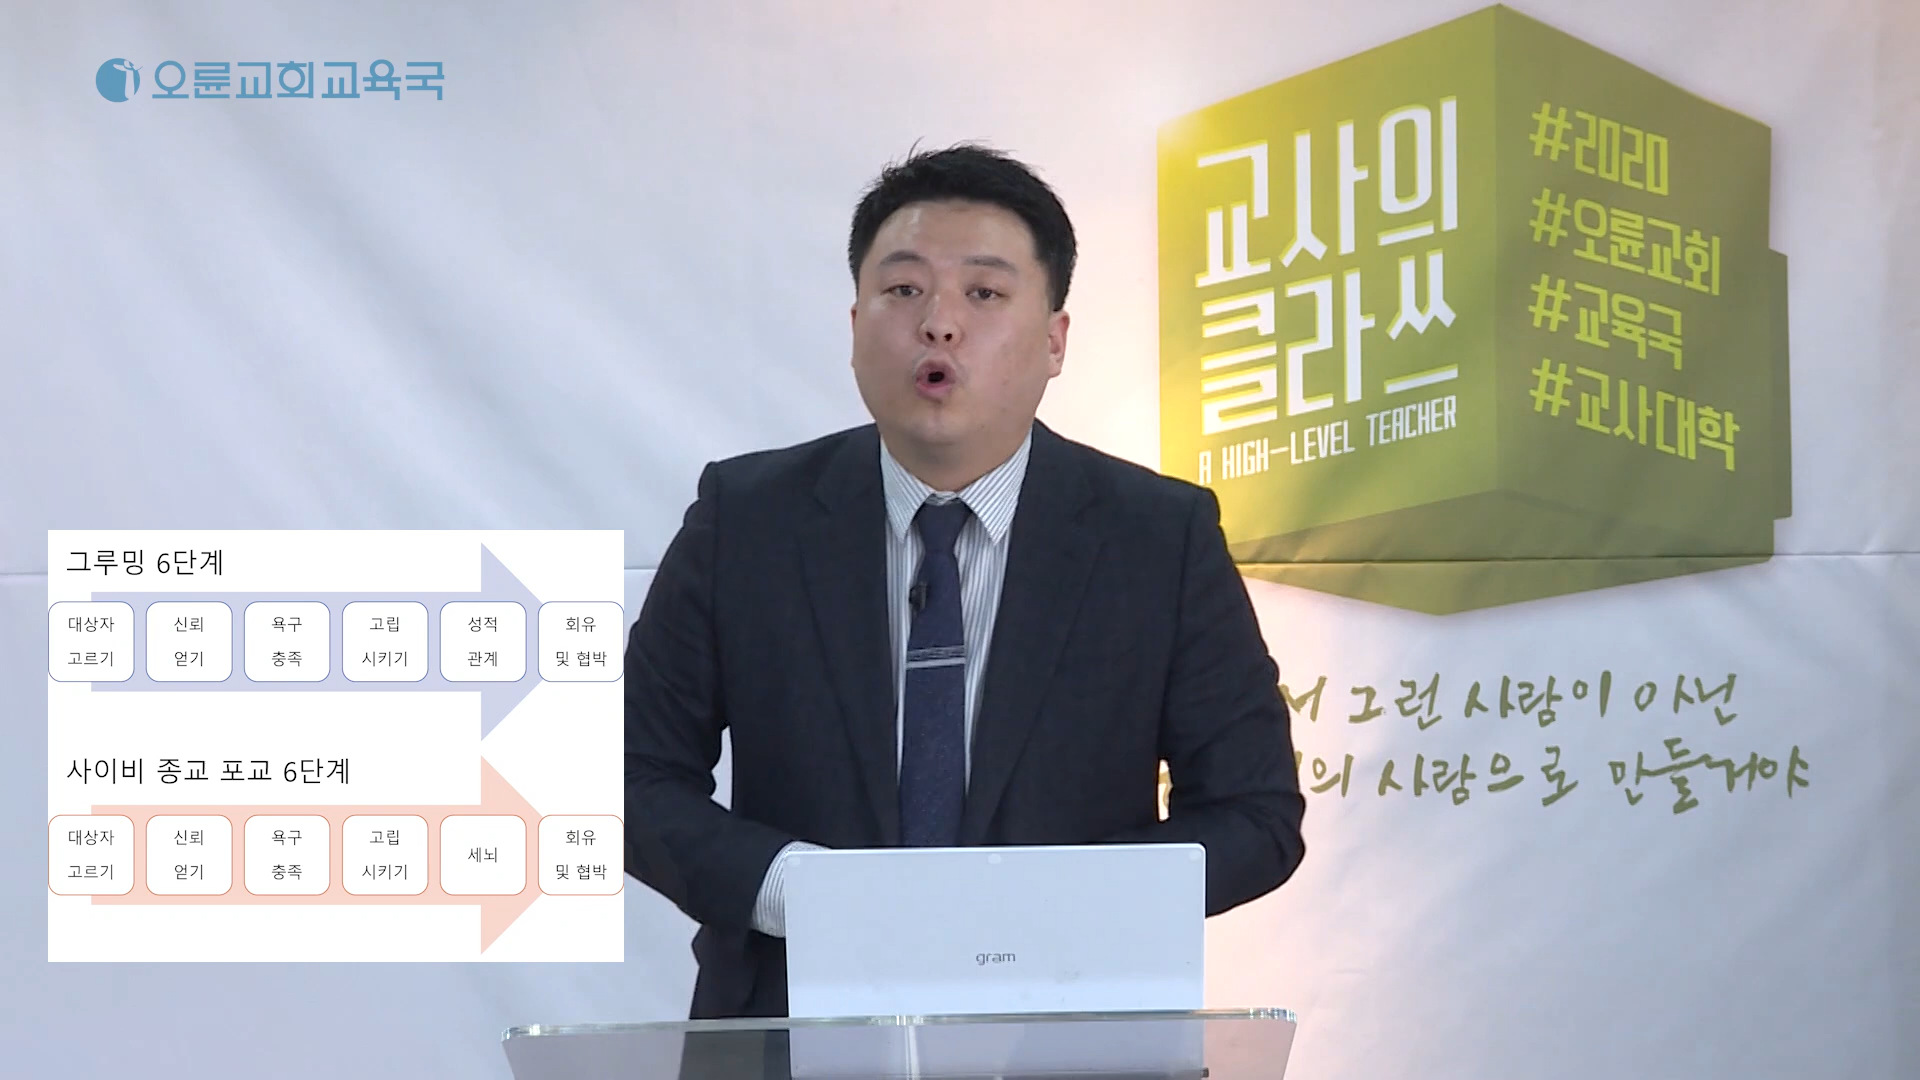 오륜교회교육국
교사의
클라쓰
A HIGH-LEVEL TEACHER
#2020
#오륜교회
#교육국
#교사대학
그런 사람이 아닌
사람으로 만들거야
그루밍 6단계
대상자
고르기
신뢰
얻기
욕구
충족
고립
시키기
성적
관계
회유
및 협박
사이비 종교 포교 6단계
대상자
고르기
신뢰
얻기
욕구
충족
고립
시키기
세뇌
회유
및 협박
gram